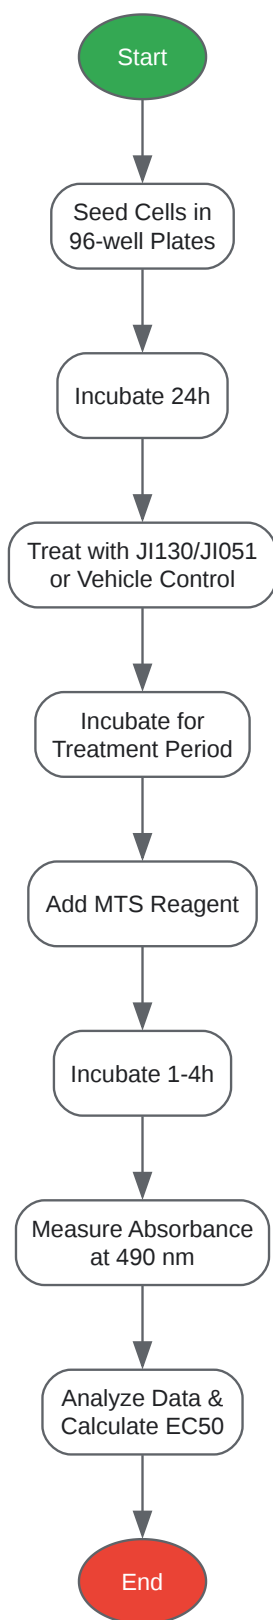 Start
Seed Cells in
96-well Plates
Incubate 24h
Treat with JI130/JI051
or Vehicle Control
Incubate for
Treatment Period
Add MTS Reagent
Incubate 1-4h
Measure Absorbance
at 490 nm
Analyze Data &
Calculate EC50
End